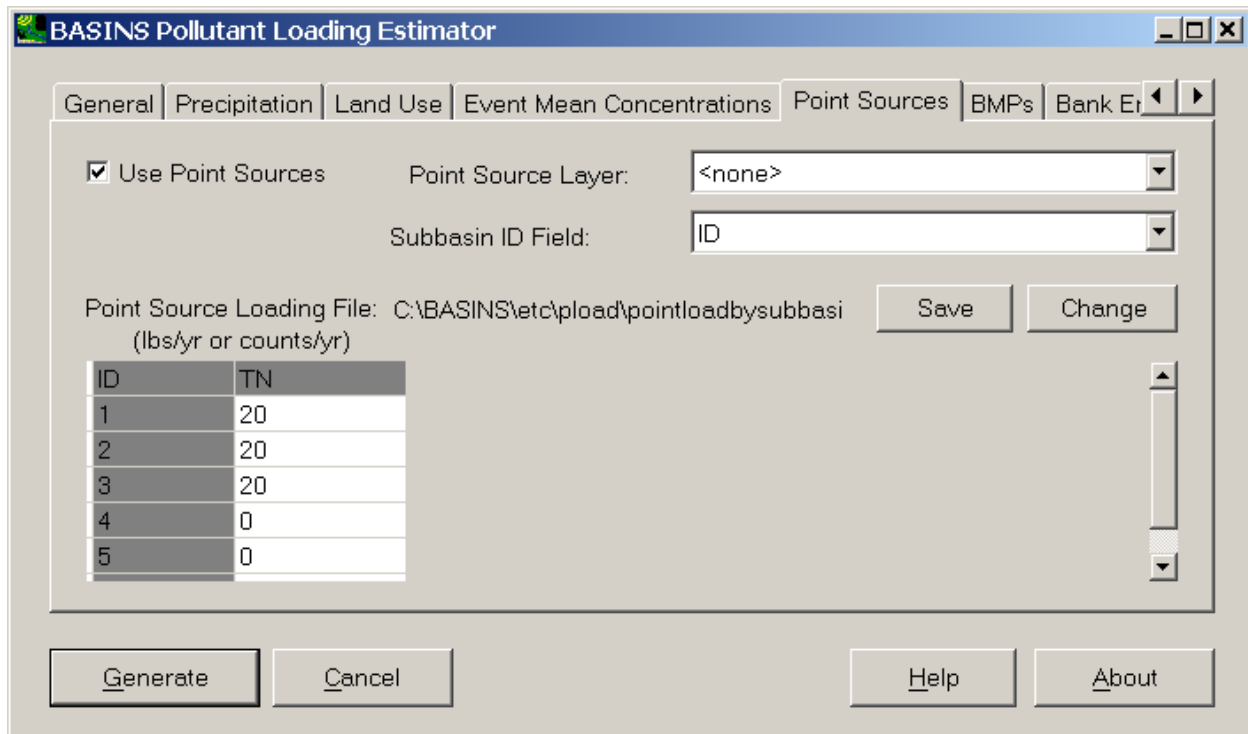 BASINS Pollutant Loading Estimator
General Precipitation Land Use Event Mean Concentrations Point Sources BMPs Bank Er
Use Point Sources Point Source Layer: <none>
Subbasin ID Field: ID
Point Source Loading File: C:\BASINS\etc\pload\pointloadbysubbasi Save Change
(lbs/yr or counts/yr)
ID TN
1 20
2 20
3 20
4 0
5 0
Generate Cancel Help About